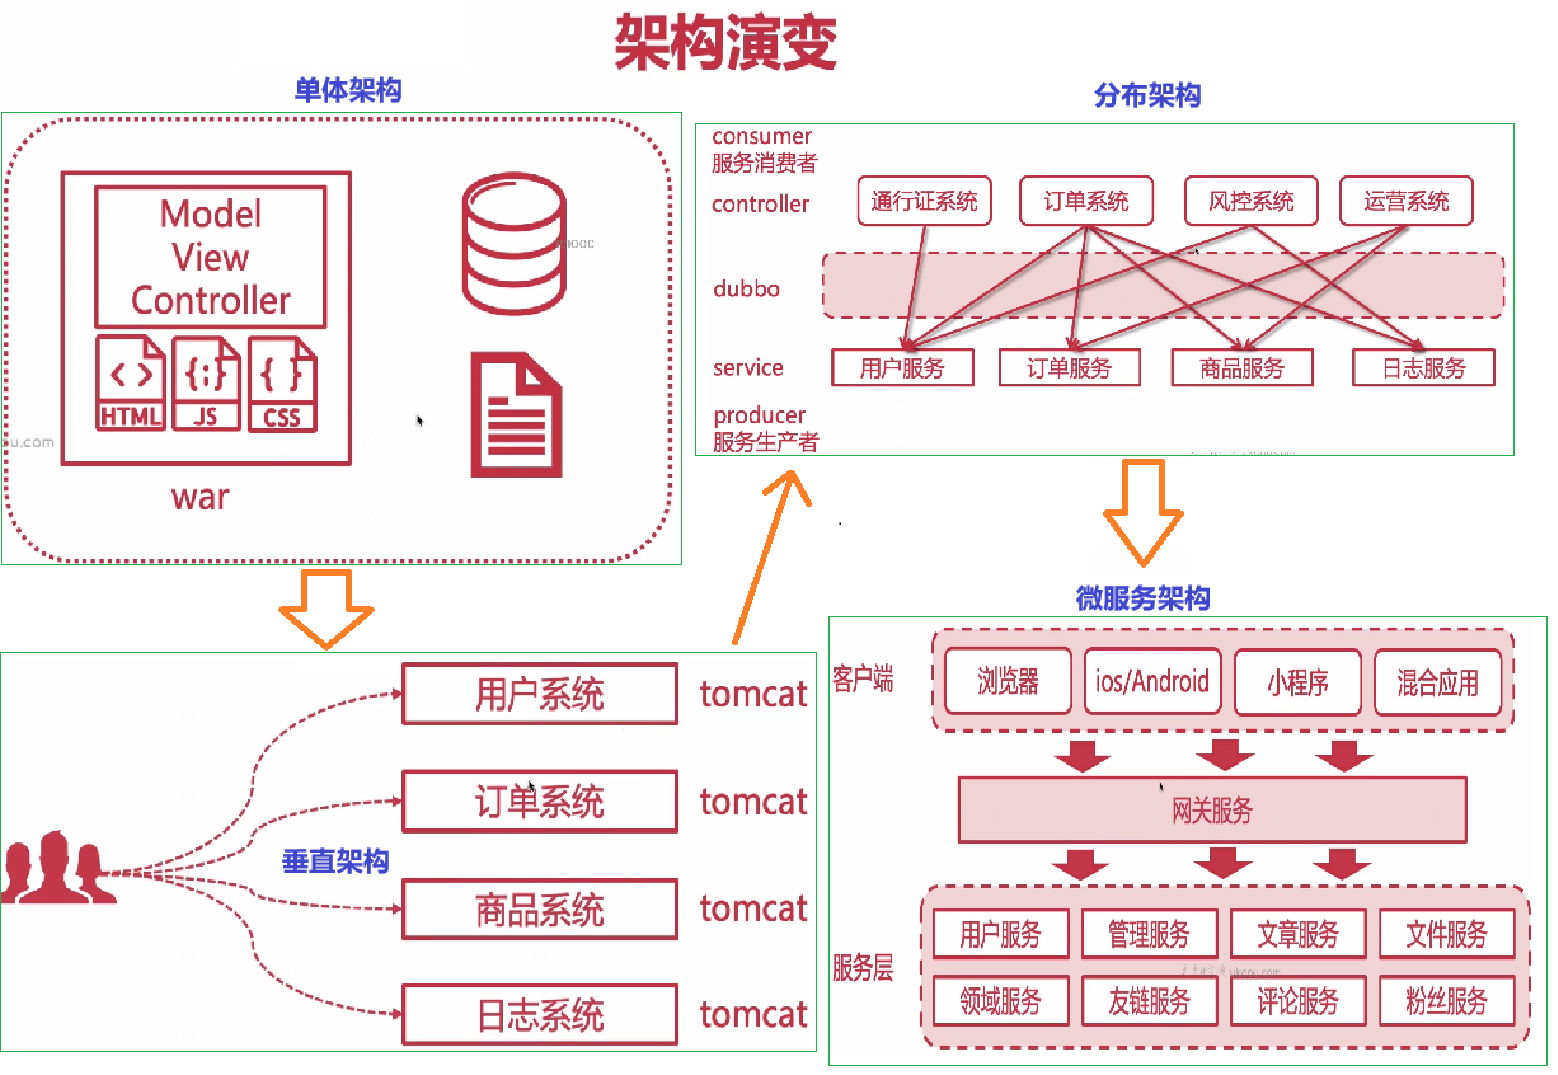 架构演变
单体架构
Model
View
Controller
HTML
JS
CSS
war
mooc
ou.com
垂直架构
用户系统
tomcat
订单系统
tomcat
商品系统
tomcat
日志系统
tomcat
分布架构
consumer
服务消费者
controller
通行证系统
订单系统
风控系统
运营系统
dubbo
service
用户服务
订单服务
商品服务
日志服务
producer
服务生产者
微服务架构
客户端
浏览器
ios/Android
小程序
混合应用
网关服务
服务层
用户服务
管理服务
文章服务
文件服务
领域服务
友链服务
评论服务
粉丝服务